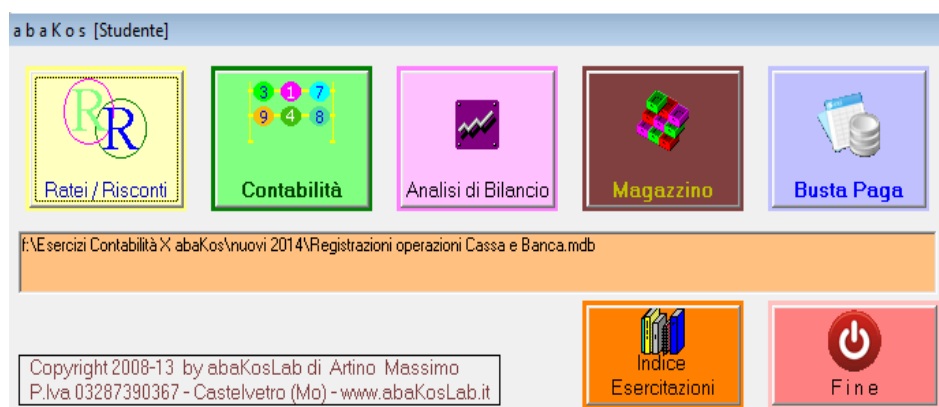 a b a K o s [Studente]
R R
3 1 7
9 4 8
Ratei / Risconti
Contabilità
Analisi di Bilancio
Magazzino
Busta Paga
f:\Esercizi Contabilità X abaKos\nuovi 2014\Registrazioni operazioni Cassa e Banca.mdb
Indice
Esercitazioni
F i n e
Copyright 2008-13 by abaKosLab di Artino Massimo
P.Iva 03287390367 - Castelvetro (Mo) - www.abaKosLab.it